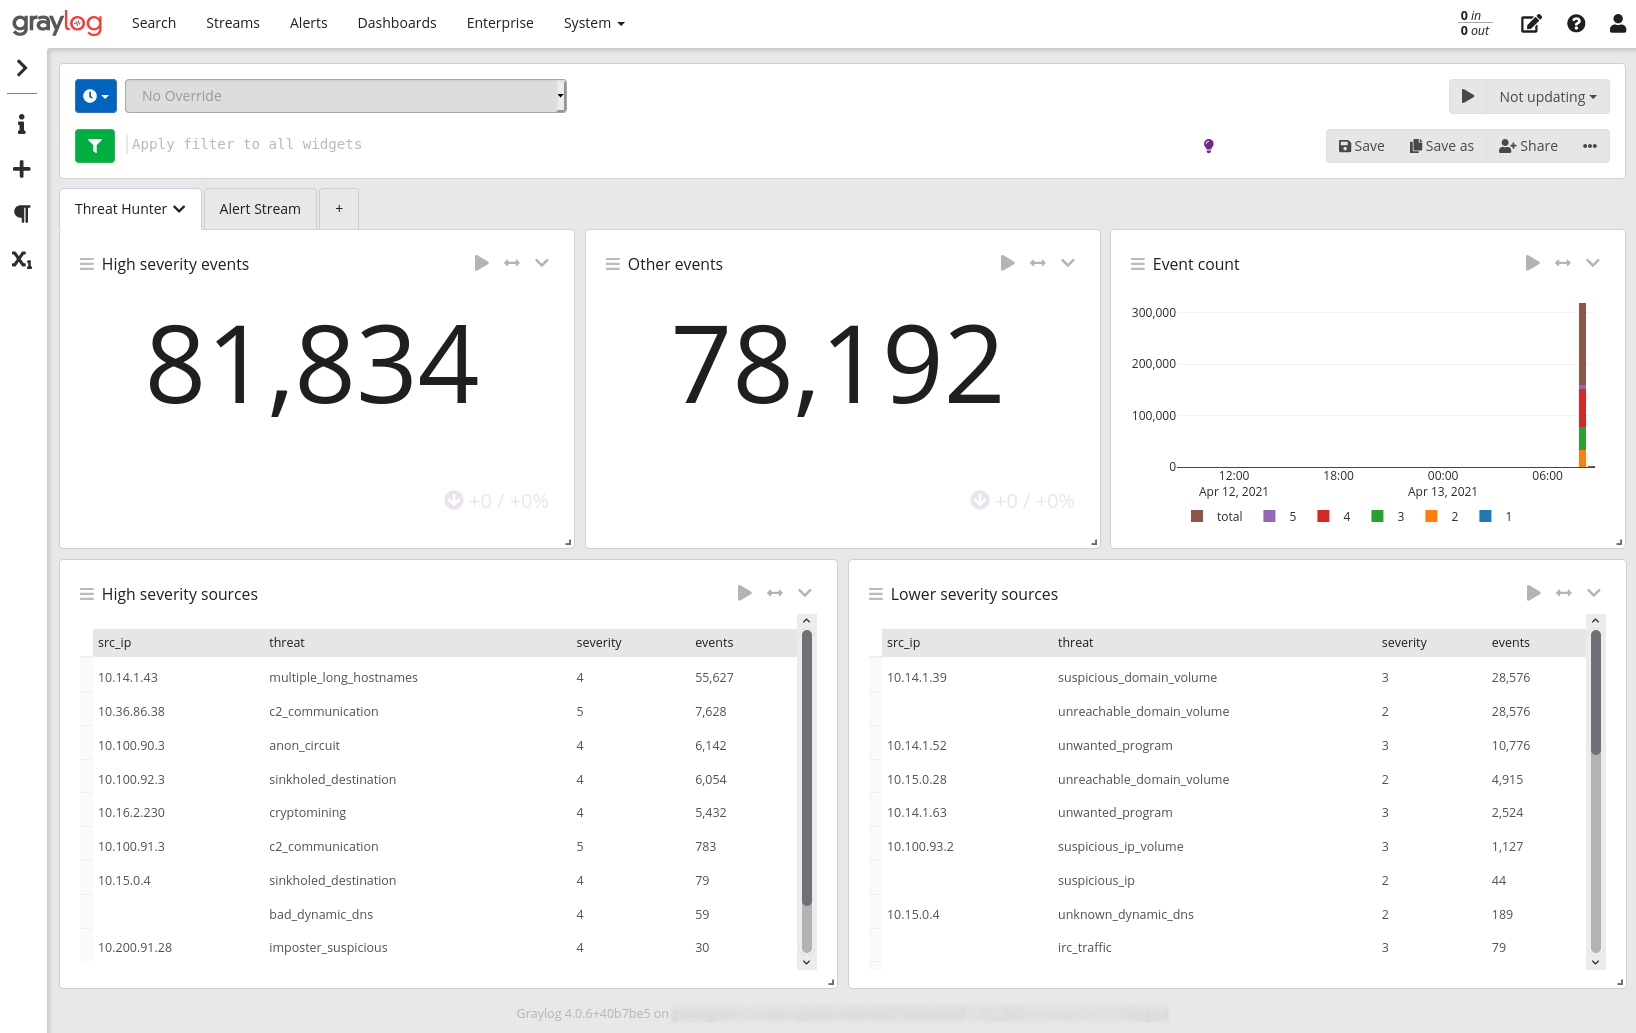 graylog Search Streams Alerts Dashboards Enterprise System 0 in
0 out
No Override Not updating
Apply filter to all widgets Save Save as Share •••
Threat Hunter Alert Stream +
High severity events
81,834
+0 / +0%
Other events
78,192
+0 / +0%
Event count
300,000
200,000
100,000
0
12:00 18:00 00:00 06:00
Apr 12, 2021 Apr 13, 2021
total 5 4 3 2 1
High severity sources
src_ip threat severity events
10.14.1.43 multiple_long_hostnames 4 55,627
10.36.86.38 c2_communication 5 7,628
10.100.90.3 anon_circuit 4 6,142
10.100.92.3 sinkholed_destination 4 6,054
10.16.2.230 cryptomining 4 5,432
10.100.91.3 c2_communication 5 783
10.15.0.4 sinkholed_destination 4 79
bad_dynamic_dns 4 59
10.200.91.28 imposter_suspicious 4 30
Lower severity sources
src_ip threat severity events
10.14.1.39 suspicious_domain_volume 3 28,576
unreachable_domain_volume 2 28,576
10.14.1.52 unwanted_program 3 10,776
10.15.0.28 unreachable_domain_volume 2 4,915
10.14.1.63 unwanted_program 3 2,524
10.100.93.2 suspicious_ip_volume 3 1,127
suspicious_ip 2 44
10.15.0.4 unknown_dynamic_dns 2 189
irc_traffic 3 79
Graylog 4.0.6+40b7be5 on